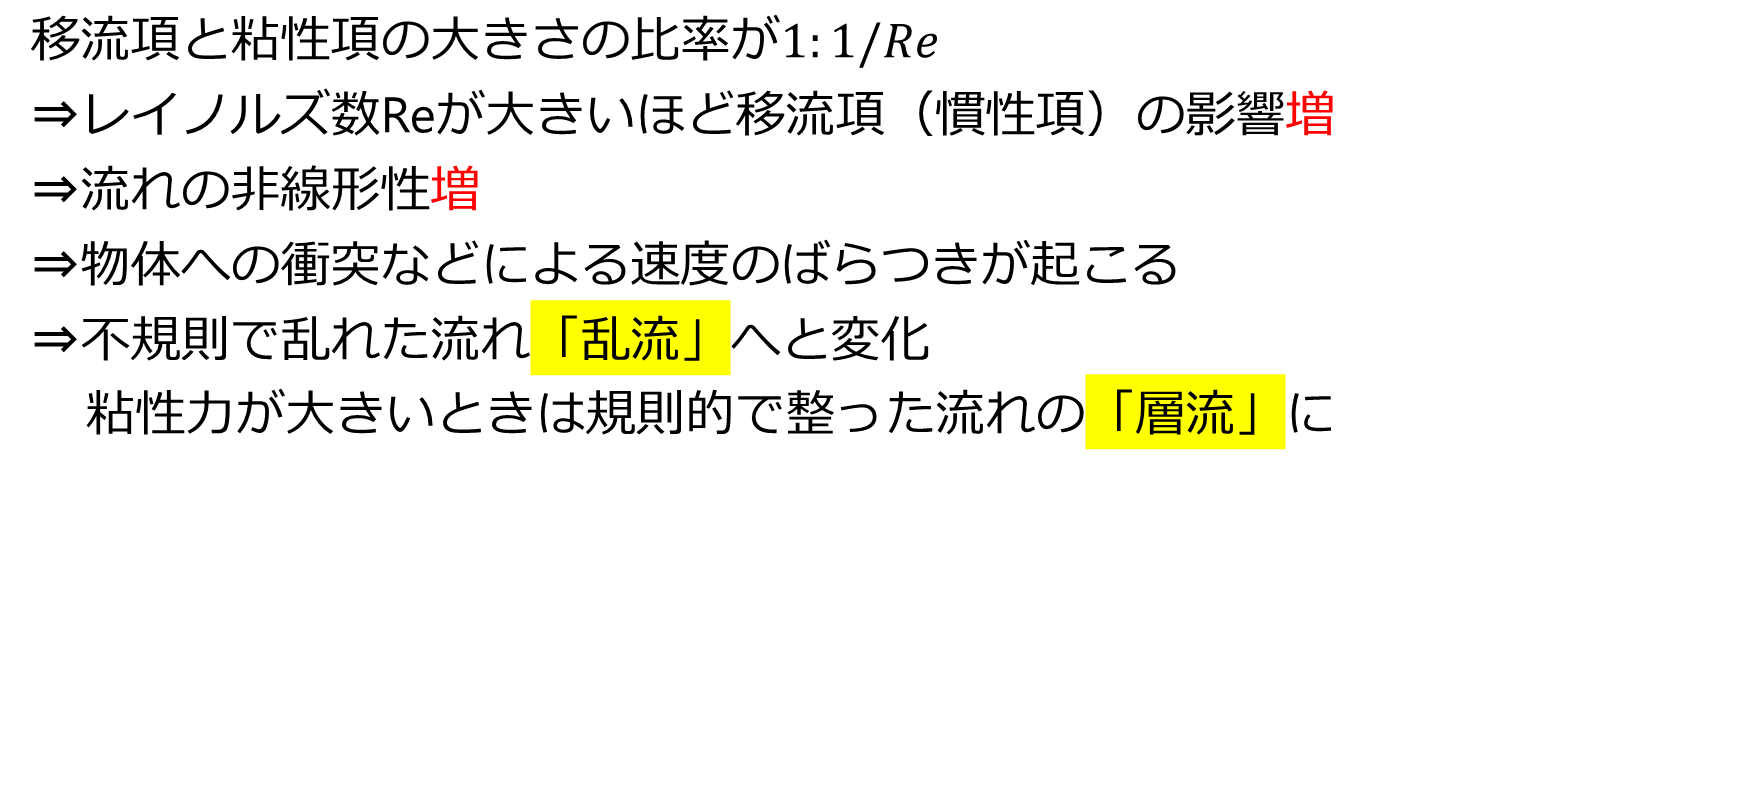 移流項と粘性項の大きさの比率が1: 1/Re
⇒レイノルズ数Reが大きいほど移流項（慣性項）の影響増
⇒流れの非線形性増
⇒物体への衝突などによる速度のばらつきが起こる
⇒不規則で乱れた流れ「乱流」へと変化
粘性力が大きいときは規則的で整った流れの「層流」に